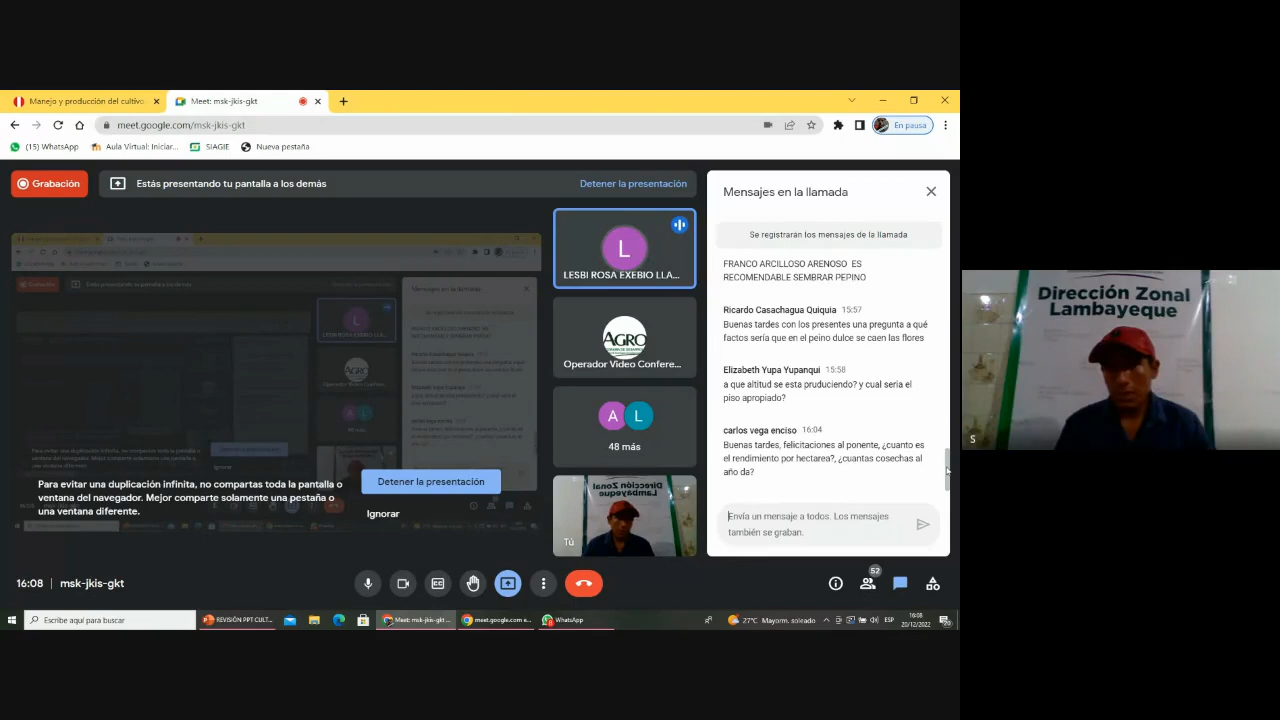 Manejo y producción del cultivo
Meet: msk-jkis-gkt
meet.google.com/msk-jkis-gkt
En pausa
(15) WhatsApp
Aula Virtual: Iniciar...
SIAGIE
Nueva pestaña
Grabación
Estás presentando tu pantalla a los demás
Detener la presentación
L
LESBI ROSA EXEBIO LLA...
AGRO
Operador Video Confere...
A L
48 más
Tú
Para evitar una duplicación infinita, no compartas toda la pantalla o
ventana del navegador. Mejor comparte solamente una pestaña o
una ventana diferente.
Detener la presentación
Ignorar
Mensajes en la llamada
Se registrarán los mensajes de la llamada
FRANCO ARCILLOSO ARENOSO ES
RECOMENDABLE SEMBRAR PEPINO
Ricardo Casachagua Quiquia 15:57
Buenas tardes con los presentes una pregunta a qué
factos sería que en el peino dulce se caen las flores
Elizabeth Yupa Yupanqui 15:58
a que altitud se esta pruduciendo? y cual seria el
piso apropiado?
carlos vega enciso 16:04
Buenas tardes, felicitaciones al ponente, ¿cuanto es
el rendimiento por hectarea?, ¿cuantas cosechas al
año da?
Envía un mensaje a todos. Los mensajes
también se graban.
16:08 | msk-jkis-gkt
52
Escribe aquí para buscar
REVISIÓN PPT CULT...
Meet: msk-jkis-gkt ...
meet.google.com e...
WhatsApp
27°C Mayorm. soleado
ESP
16:08
20/12/2022
Dirección Zonal
Lambayeque
S